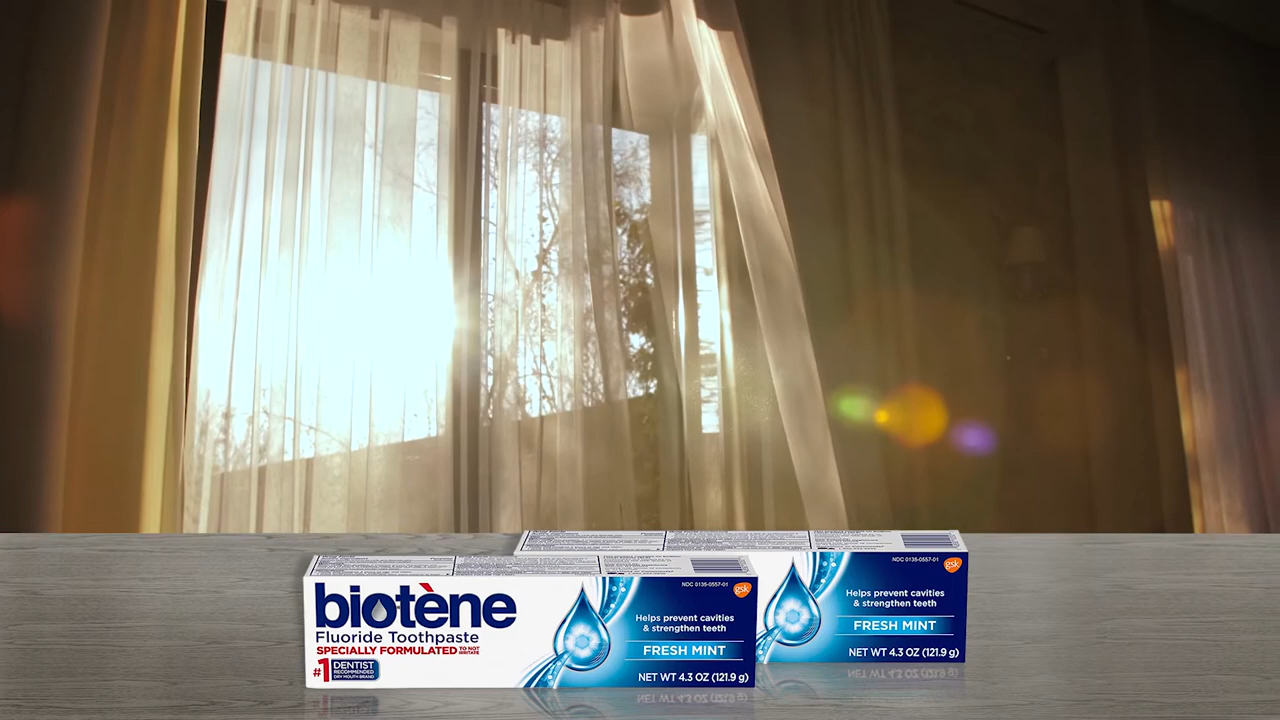 biotène
Fluoride Toothpaste
SPECIALLY FORMULATED TO NOT IRRITATE
#1 DENTIST
RECOMMENDED
DRY MOUTH BRAND
NDC 0135-0557-01
gsk
Helps prevent cavities
& strengthen teeth
FRESH MINT
NET WT 4.3 OZ (121.9 g)
NDC 0135-0557-01
gsk
Helps prevent cavities
& strengthen teeth
FRESH MINT
NET WT 4.3 OZ (121.9 g)